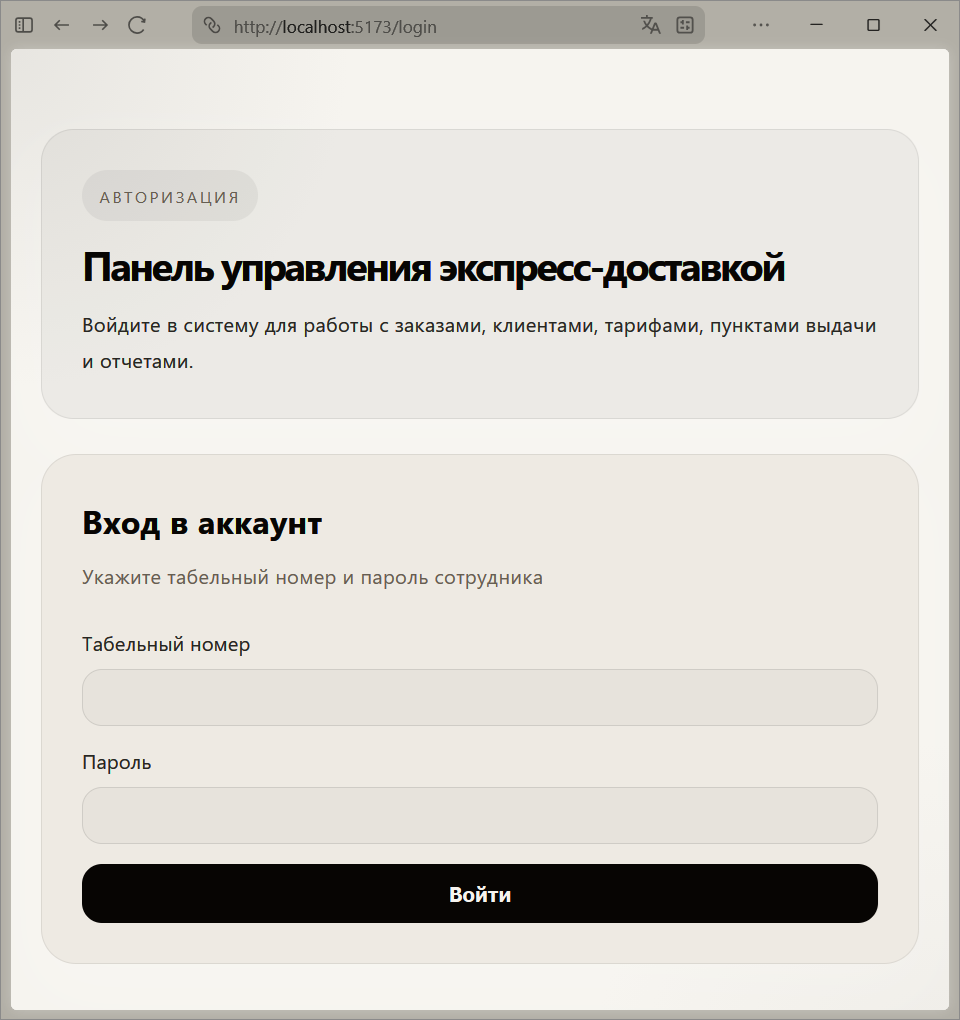 http://localhost:5173/login
АВТОРИЗАЦИЯ
Панель управления экспресс-доставкой
Войдите в систему для работы с заказами, клиентами, тарифами, пунктами выдачи
и отчетами.
Вход в аккаунт
Укажите табельный номер и пароль сотрудника
Табельный номер
Пароль
Войти